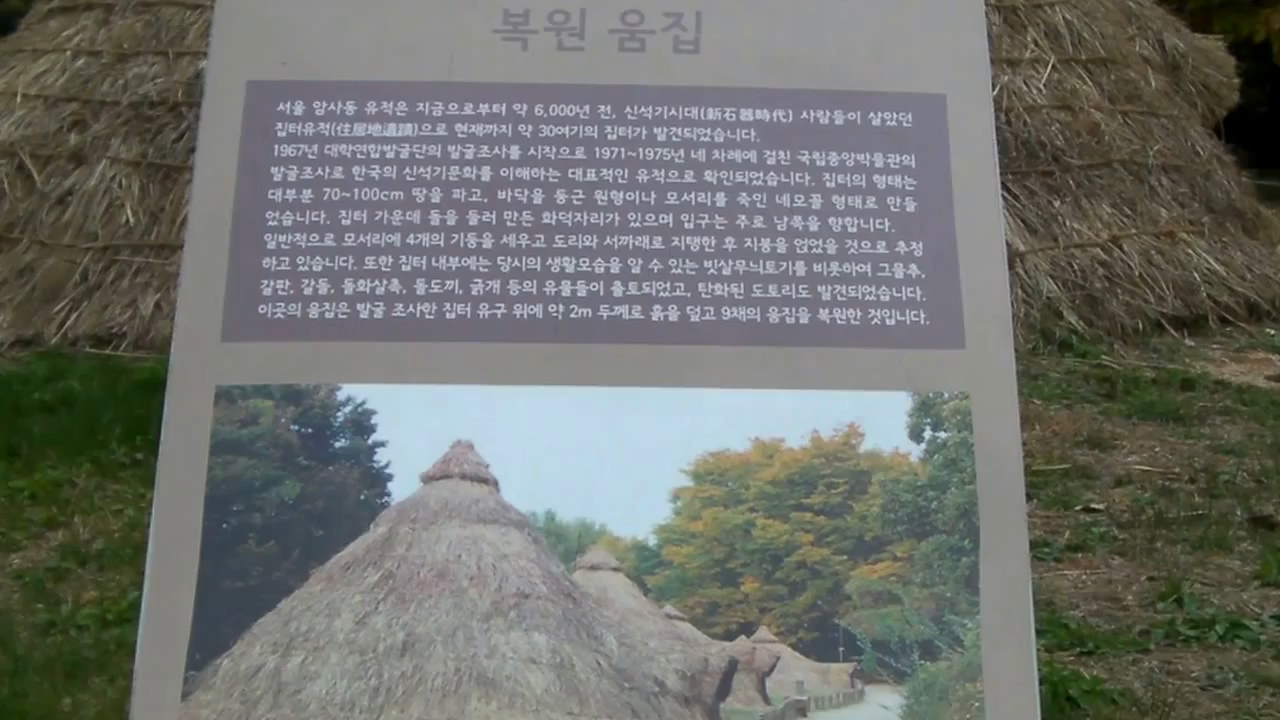 복원 움집
서울 암사동 유적은 지금으로부터 약 6,000년 전, 신석기시대(新石器時代) 사람들이 살았던
집터유적(住居地遺蹟)으로 현재까지 약 30여기의 집터가 발견되었습니다.
1967년 대학연합발굴단의 발굴조사를 시작으로 1971~1975년 네 차례에 걸친 국립중앙박물관의
발굴조사로 한국의 신석기문화를 이해하는 대표적인 유적으로 확인되었습니다. 집터의 형태는
대부분 70~100cm 땅을 파고, 바닥을 둥근 원형이나 모서리를 죽인 네모꼴 형태로 만들
었습니다. 집터 가운데 돌을 둘러 만든 화덕자리가 있으며 입구는 주로 남쪽을 향합니다.
일반적으로 모서리에 4개의 기둥을 세우고 도리와 서까래로 지탱한 후 지붕을 얹었을 것으로 추정
하고 있습니다. 또한 집터 내부에는 당시의 생활모습을 알 수 있는 빗살무늬토기를 비롯하여 그물추,
갈판, 갈돌, 돌화살촉, 돌도끼, 긁개 등의 유물들이 출토되었고, 탄화된 도토리도 발견되었습니다.
이곳의 움집은 발굴 조사한 집터 유구 위에 약 2m 두께로 흙을 덮고 9채의 움집을 복원한 것입니다.